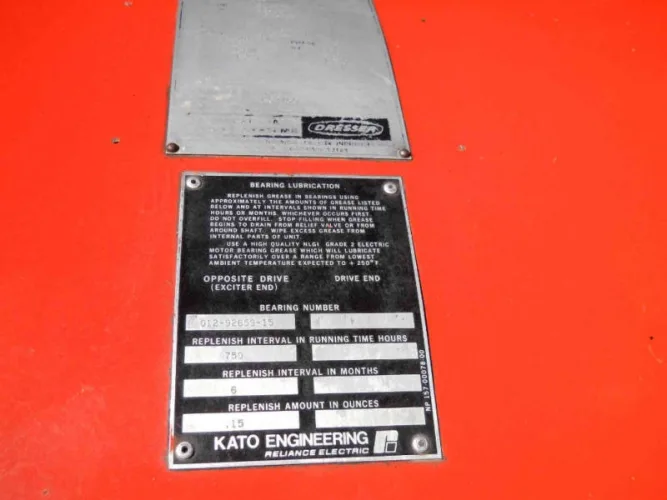 DRESSER
BEARING LUBRICATION
REPLENISH GREASE IN BEARINGS USING
APPROXIMATELY THE AMOUNTS OF GREASE LISTED
BELOW AND AT INTERVALS SHOWN IN RUNNING TIME
HOURS OR MONTHS, WHICHEVER OCCURS FIRST.
DO NOT OVERFILL. STOP FILLING WHEN GREASE
BEGINS TO DRAIN FROM RELIEF VALVE OR FROM
AROUND SHAFT. WIPE EXCESS GREASE FROM
INTERNAL PARTS OF UNIT.
USE A HIGH QUALITY NLGI GRADE 2 ELECTRIC
MOTOR BEARING GREASE WHICH WILL LUBRICATE
SATISFACTORILY OVER A RANGE FROM LOWEST
AMBIENT TEMPERATURE EXPECTED TO +250°F
OPPOSITE DRIVE DRIVE END
(EXCITER END)
BEARING NUMBER
REPLENISH INTERVAL IN RUNNING TIME HOURS
750
REPLENISH INTERVAL IN MONTHS
6
REPLENISH AMOUNT IN OUNCES
.15
NP 157-00078-00
KATO ENGINEERING
RELIANCE ELECTRIC